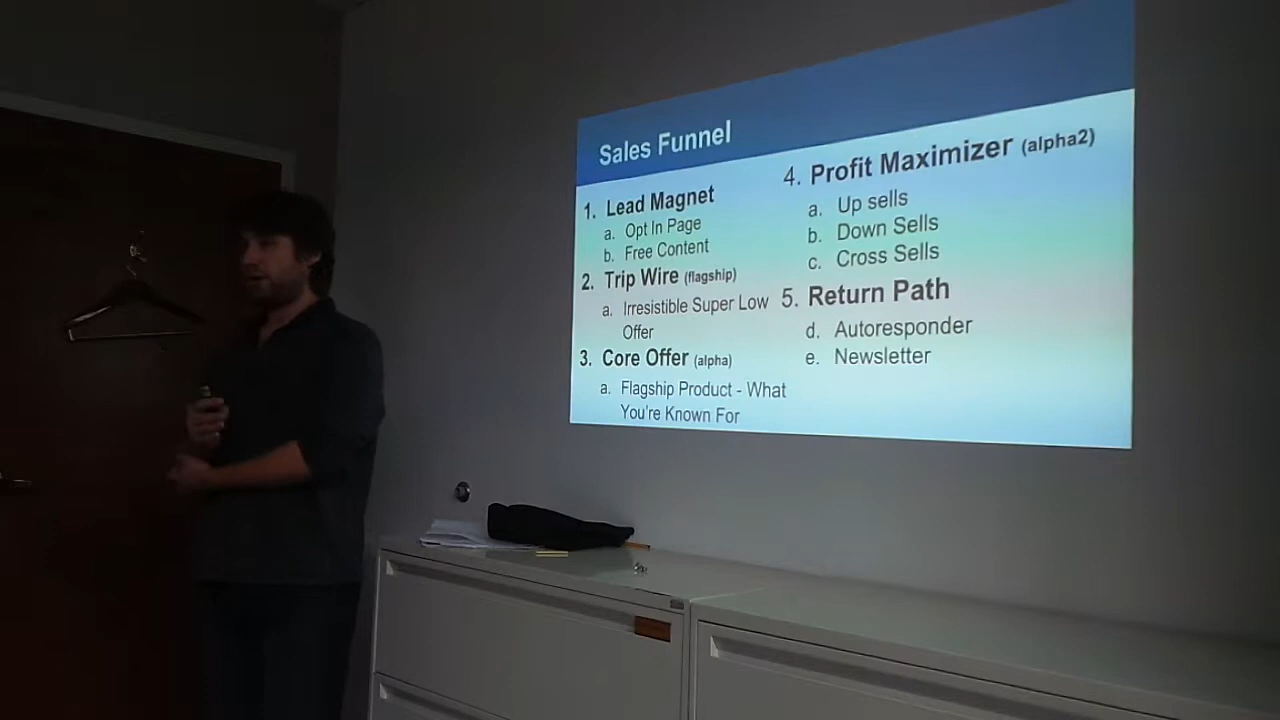 Sales Funnel
1. Lead Magnet
a. Opt In Page
b. Free Content
2. Trip Wire (flagship)
a. Irresistible Super Low
Offer
3. Core Offer (alpha)
a. Flagship Product - What
You're Known For
4. Profit Maximizer (alpha2)
a. Up sells
b. Down Sells
c. Cross Sells
5. Return Path
d. Autoresponder
e. Newsletter